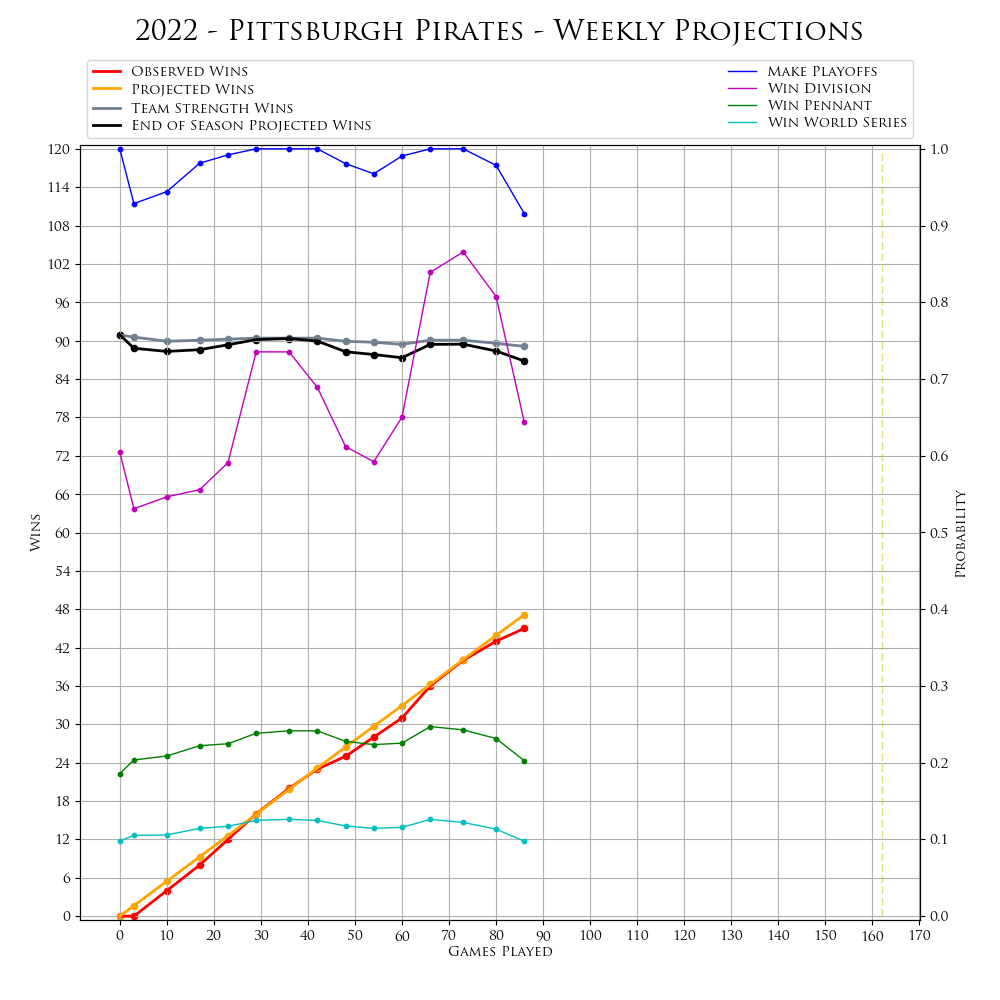 2022 - Pittsburgh Pirates - Weekly Projections
Observed Wins
Projected Wins
Team Strength Wins
End of Season Projected Wins
Make Playoffs
Win Division
Win Pennant
Win World Series
120
114
108
102
96
90
84
78
72
66
60
54
48
42
36
30
24
18
12
6
0
Wins
1.0
0.9
0.8
0.7
0.6
0.5
0.4
0.3
0.2
0.1
0.0
Probability
0 10 20 30 40 50 60 70 80 90 100 110 120 130 140 150 160 170
Games Played